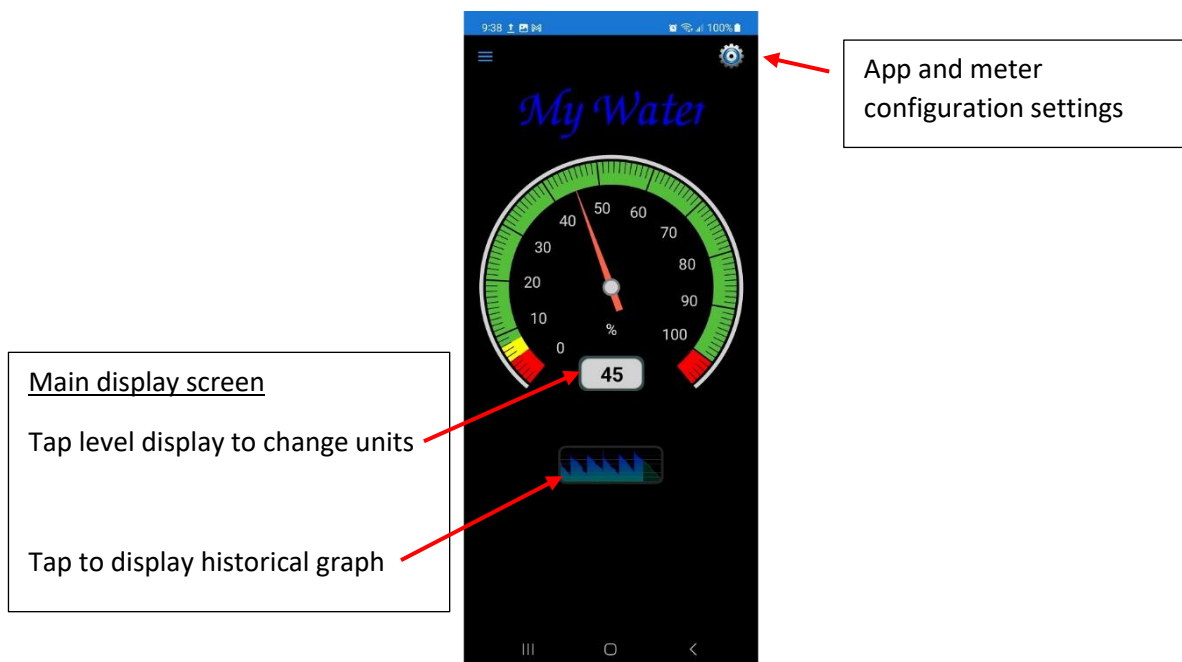 9:38
100%
My Water
App and meter
configuration settings
0
10
20
30
40
50
60
70
80
90
100
%
45
Main display screen
Tap level display to change units
Tap to display historical graph